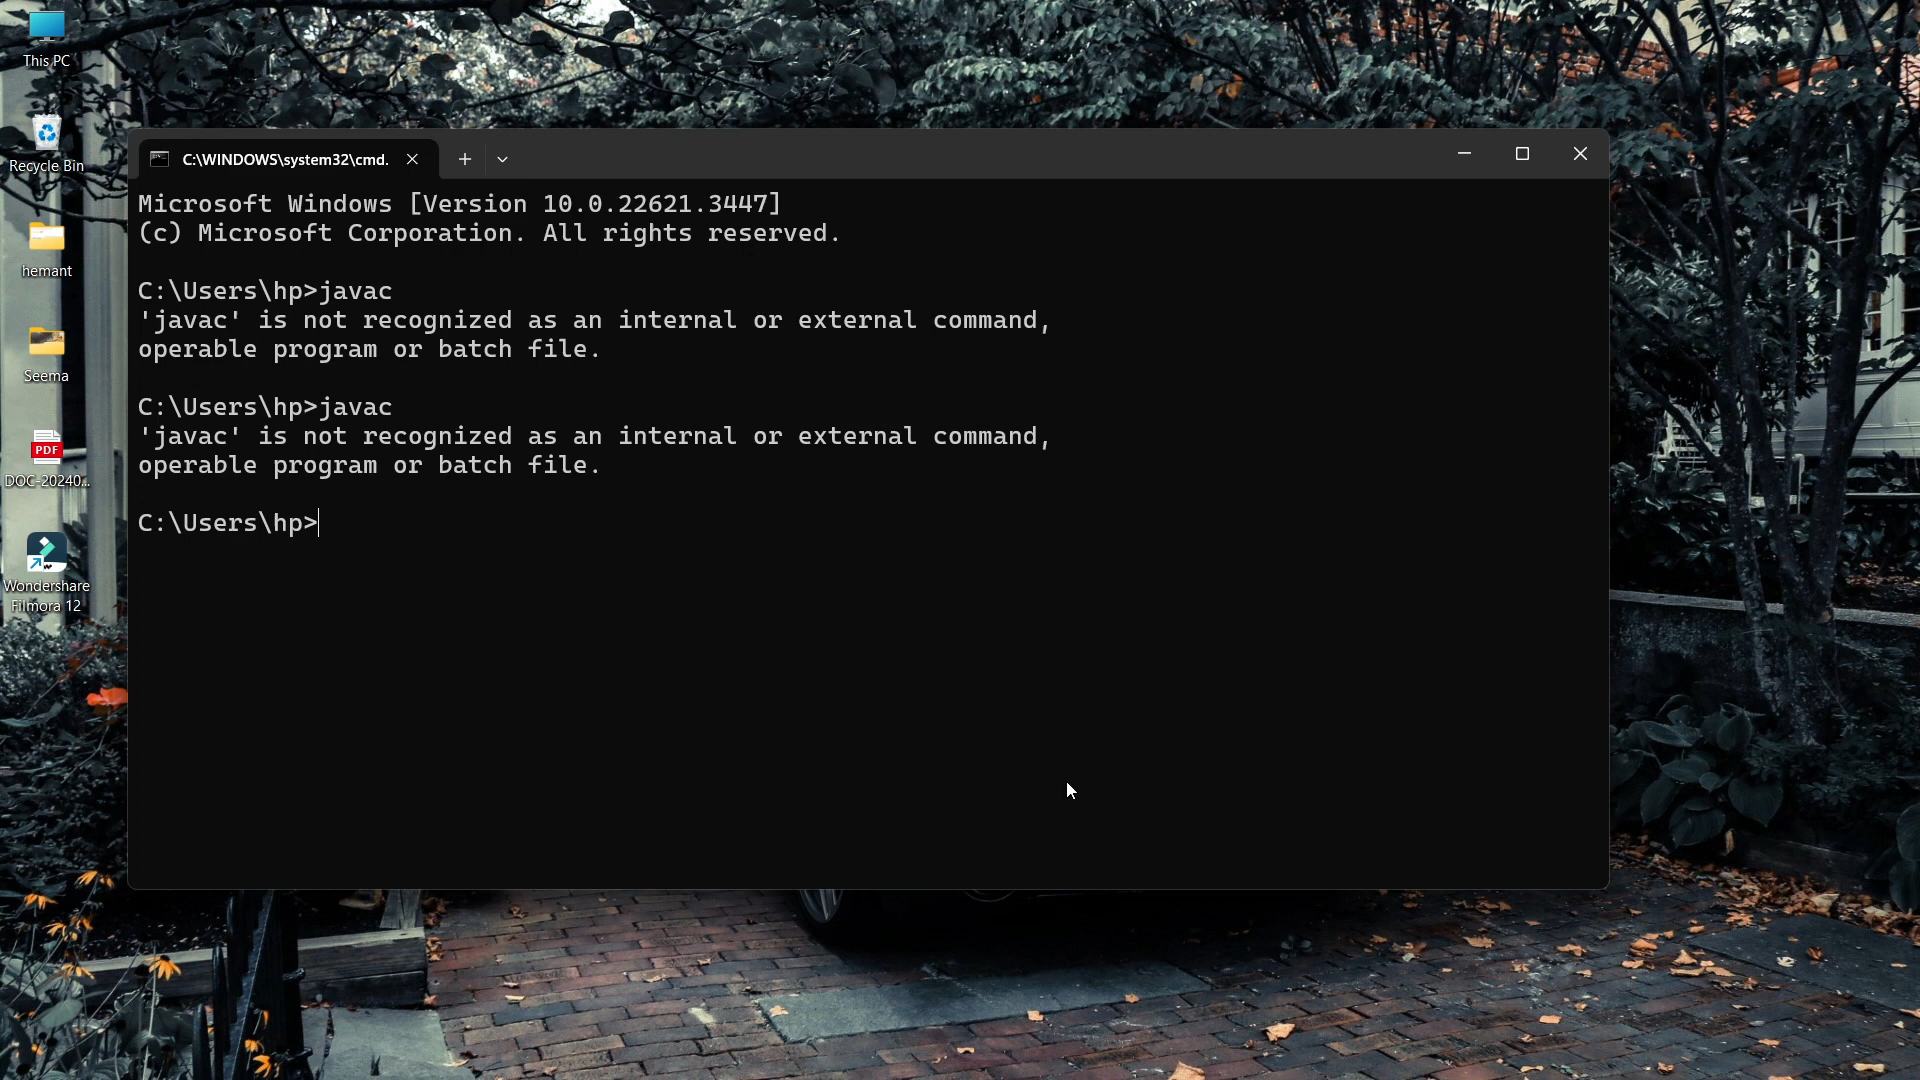 This PC
Recycle Bin
hemant
Seema
PDF
DOC-20240...
Wondershare
Filmora 12
C:\WINDOWS\system32\cmd.
Microsoft Windows [Version 10.0.22621.3447]
(c) Microsoft Corporation. All rights reserved.
C:\Users\hp>javac
'javac' is not recognized as an internal or external command,
operable program or batch file.
C:\Users\hp>javac
'javac' is not recognized as an internal or external command,
operable program or batch file.
C:\Users\hp>